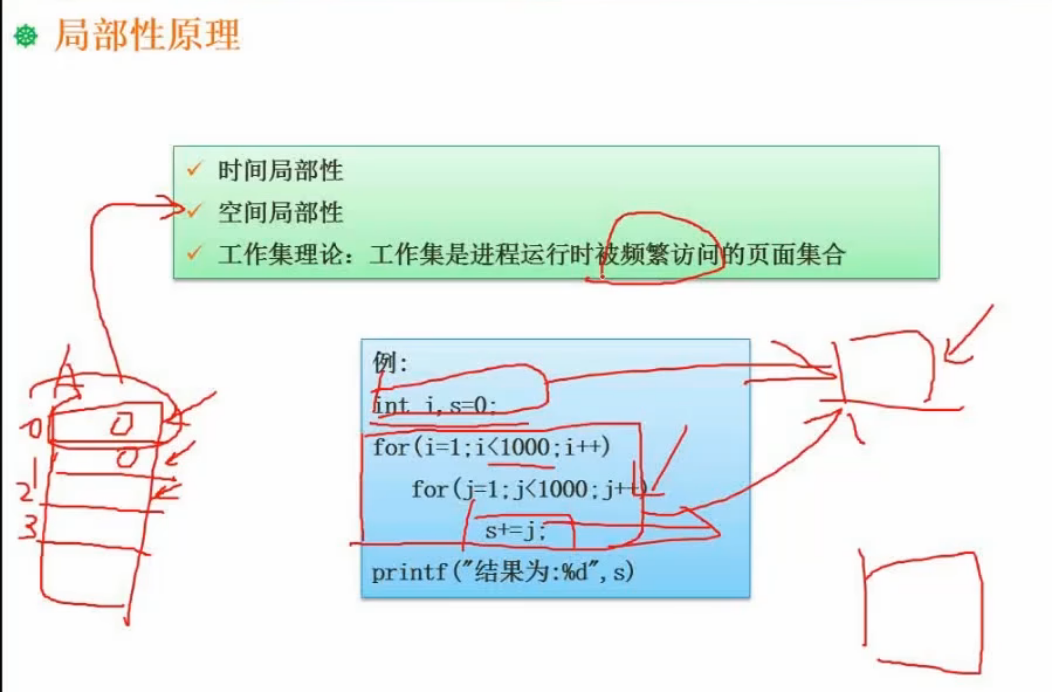 局部性原理
时间局部性
空间局部性
工作集理论：工作集是进程运行时被频繁访问的页面集合
例:
int i,s=0;
for(i=1;i<1000;i++)
for(j=1;j<1000;j++)
s+=j;
printf("结果为:%d",s)
A
0 0
1 0
2
3